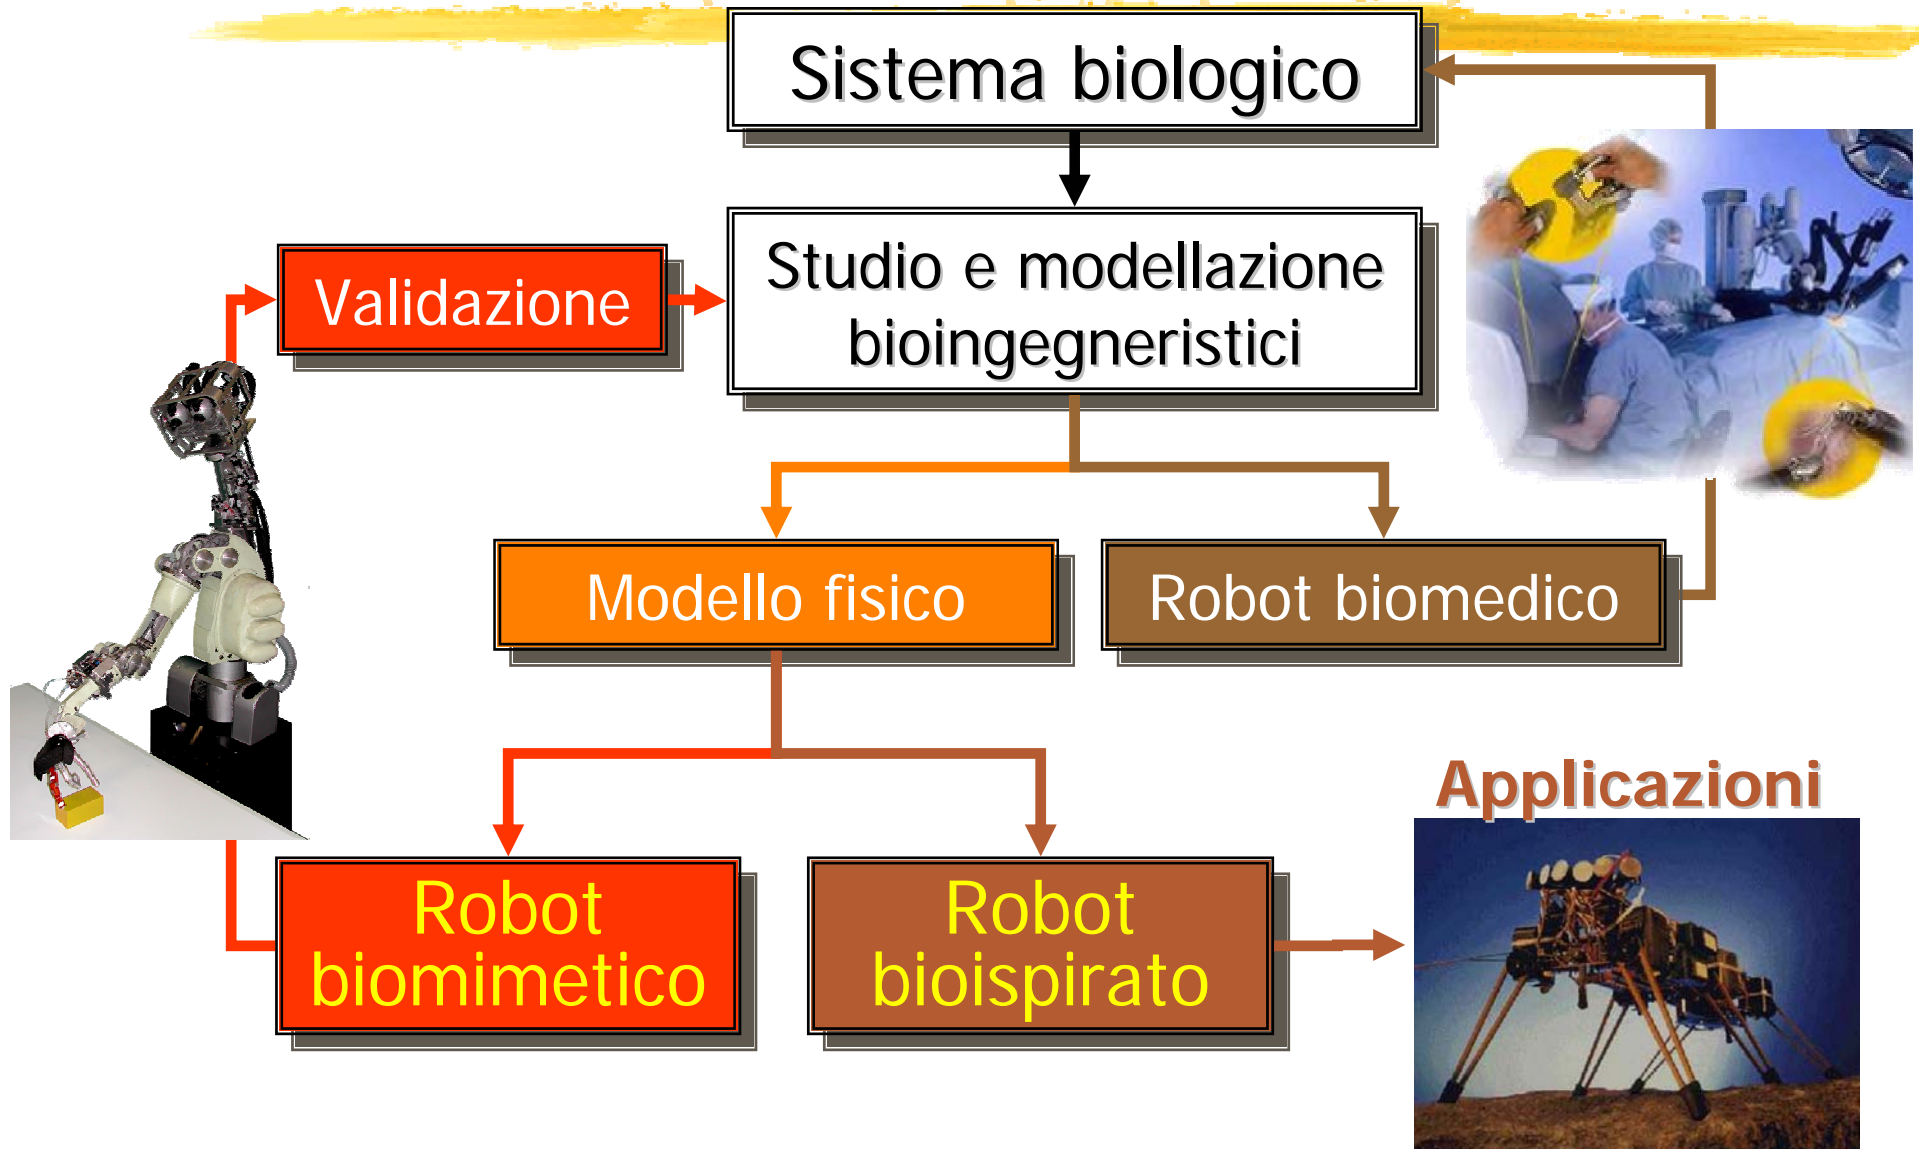 Sistema biologico
Validazione
Studio e modellazione
bioingegneristici
Modello fisico
Robot biomedico
Applicazioni
Robot
biomimetico
Robot
bioispirato